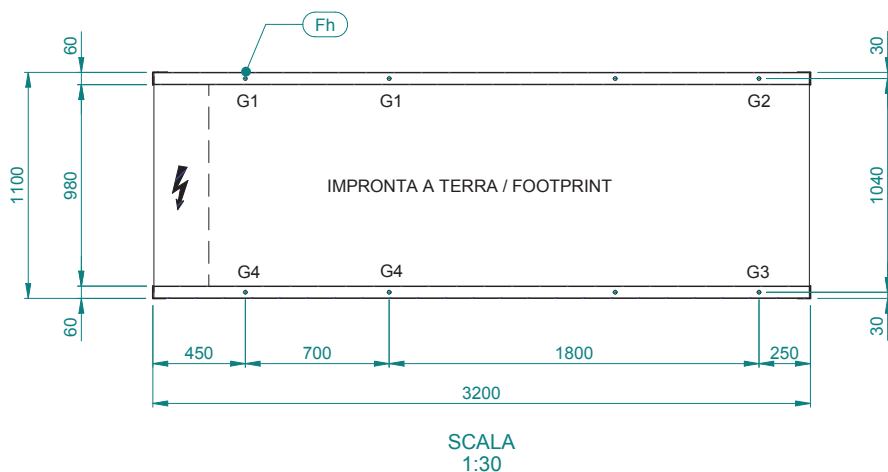 Fh
60
30
G1 G1 G2
1100
980
IMPRONTA A TERRA / FOOTPRINT
1040
G4 G4 G3
60
30
450 700 1800 250
3200
SCALA
1:30